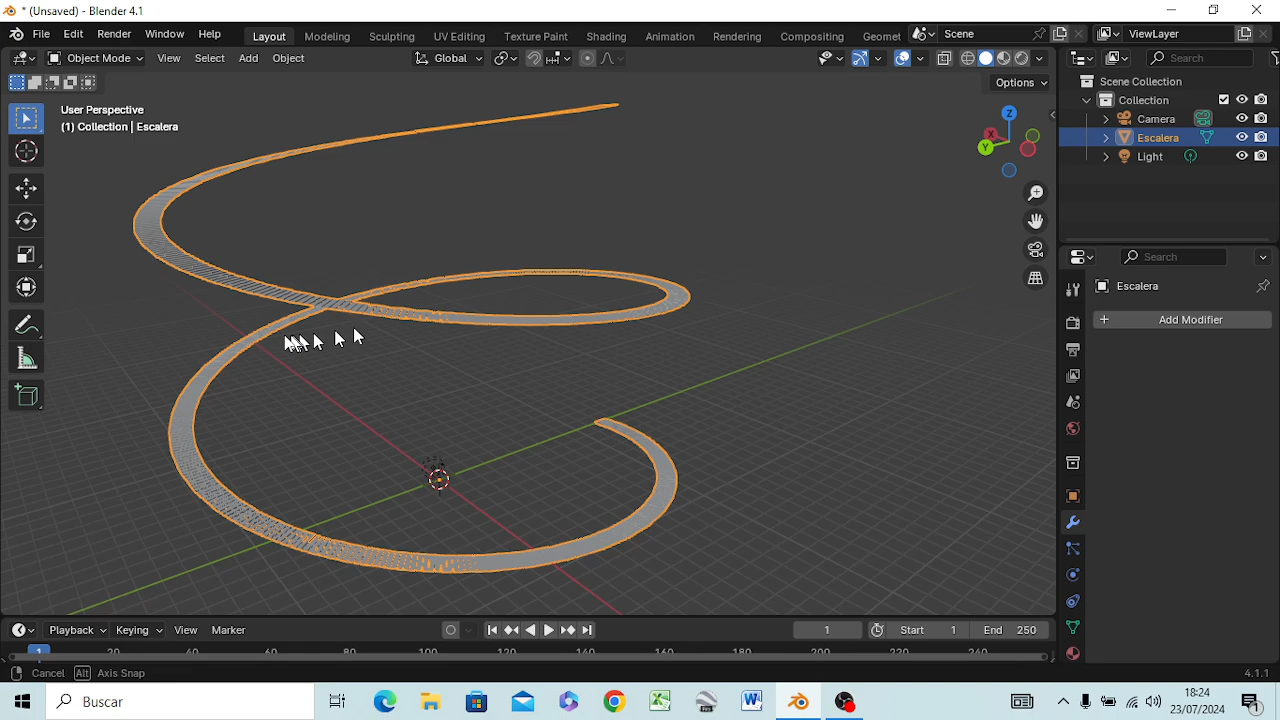 * (Unsaved) - Blender 4.1
File Edit Render Window Help Layout Modeling Sculpting UV Editing Texture Paint Shading Animation Rendering Compositing Geomet Scene ViewLayer
Object Mode View Select Add Object Global Search
Options
User Perspective
(1) Collection | Escalera
Scene Collection
Collection
Camera
Escalera
Light
X
Y
Z
Search
Escalera
+ Add Modifier
Playback Keying View Marker 1 Start 1 End 250
1 20 40 60 80 100 120 140 160 180 200 220 240
Cancel Alt Axis Snap 4.1.1
Buscar
18:24
23/07/2024
1